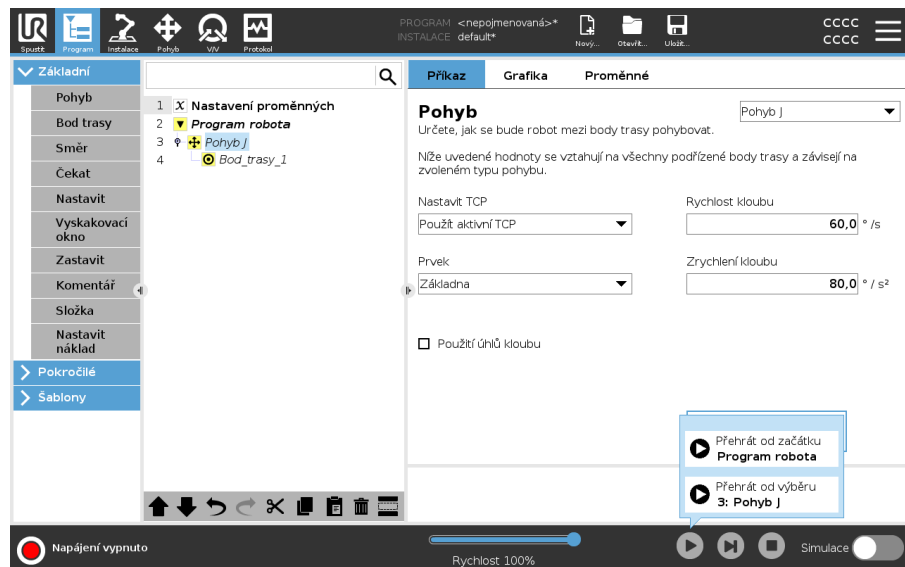 PROGRAM <nepojmenovaná>*
INSTALACE default*
CCCC
CCCC
Spustit
Program
Instalace
Pohyb
V/V
Protokol
Nový...
Otevřít...
Uložit...
Základní
Pohyb
Bod trasy
Směr
Čekat
Nastavit
Vyskakovací
okno
Zastavit
Komentář
Složka
Nastavit
náklad
Pokročilé
Šablony
1 X Nastavení proměnných
2 Program robota
3 Pohyb J
4 Bod_trasy_1
Příkaz
Grafika
Proměnné
Pohyb
Pohyb J
Určete, jak se bude robot mezi body trasy pohybovat.
Níže uvedené hodnoty se vztahují na všechny podřízené body trasy a závisejí na
zvoleném typu pohybu.
Nastavit TCP
Rychlost kloubu
Použít aktivní TCP
60,0 ° /s
Prvek
Zrychlení kloubu
Základna
80,0 ° / s²
Použití úhlů kloubu
Přehrát od začátku
Program robota
Přehrát od výběru
3: Pohyb J
Napájení vypnuto
Rychlost 100%
Simulace